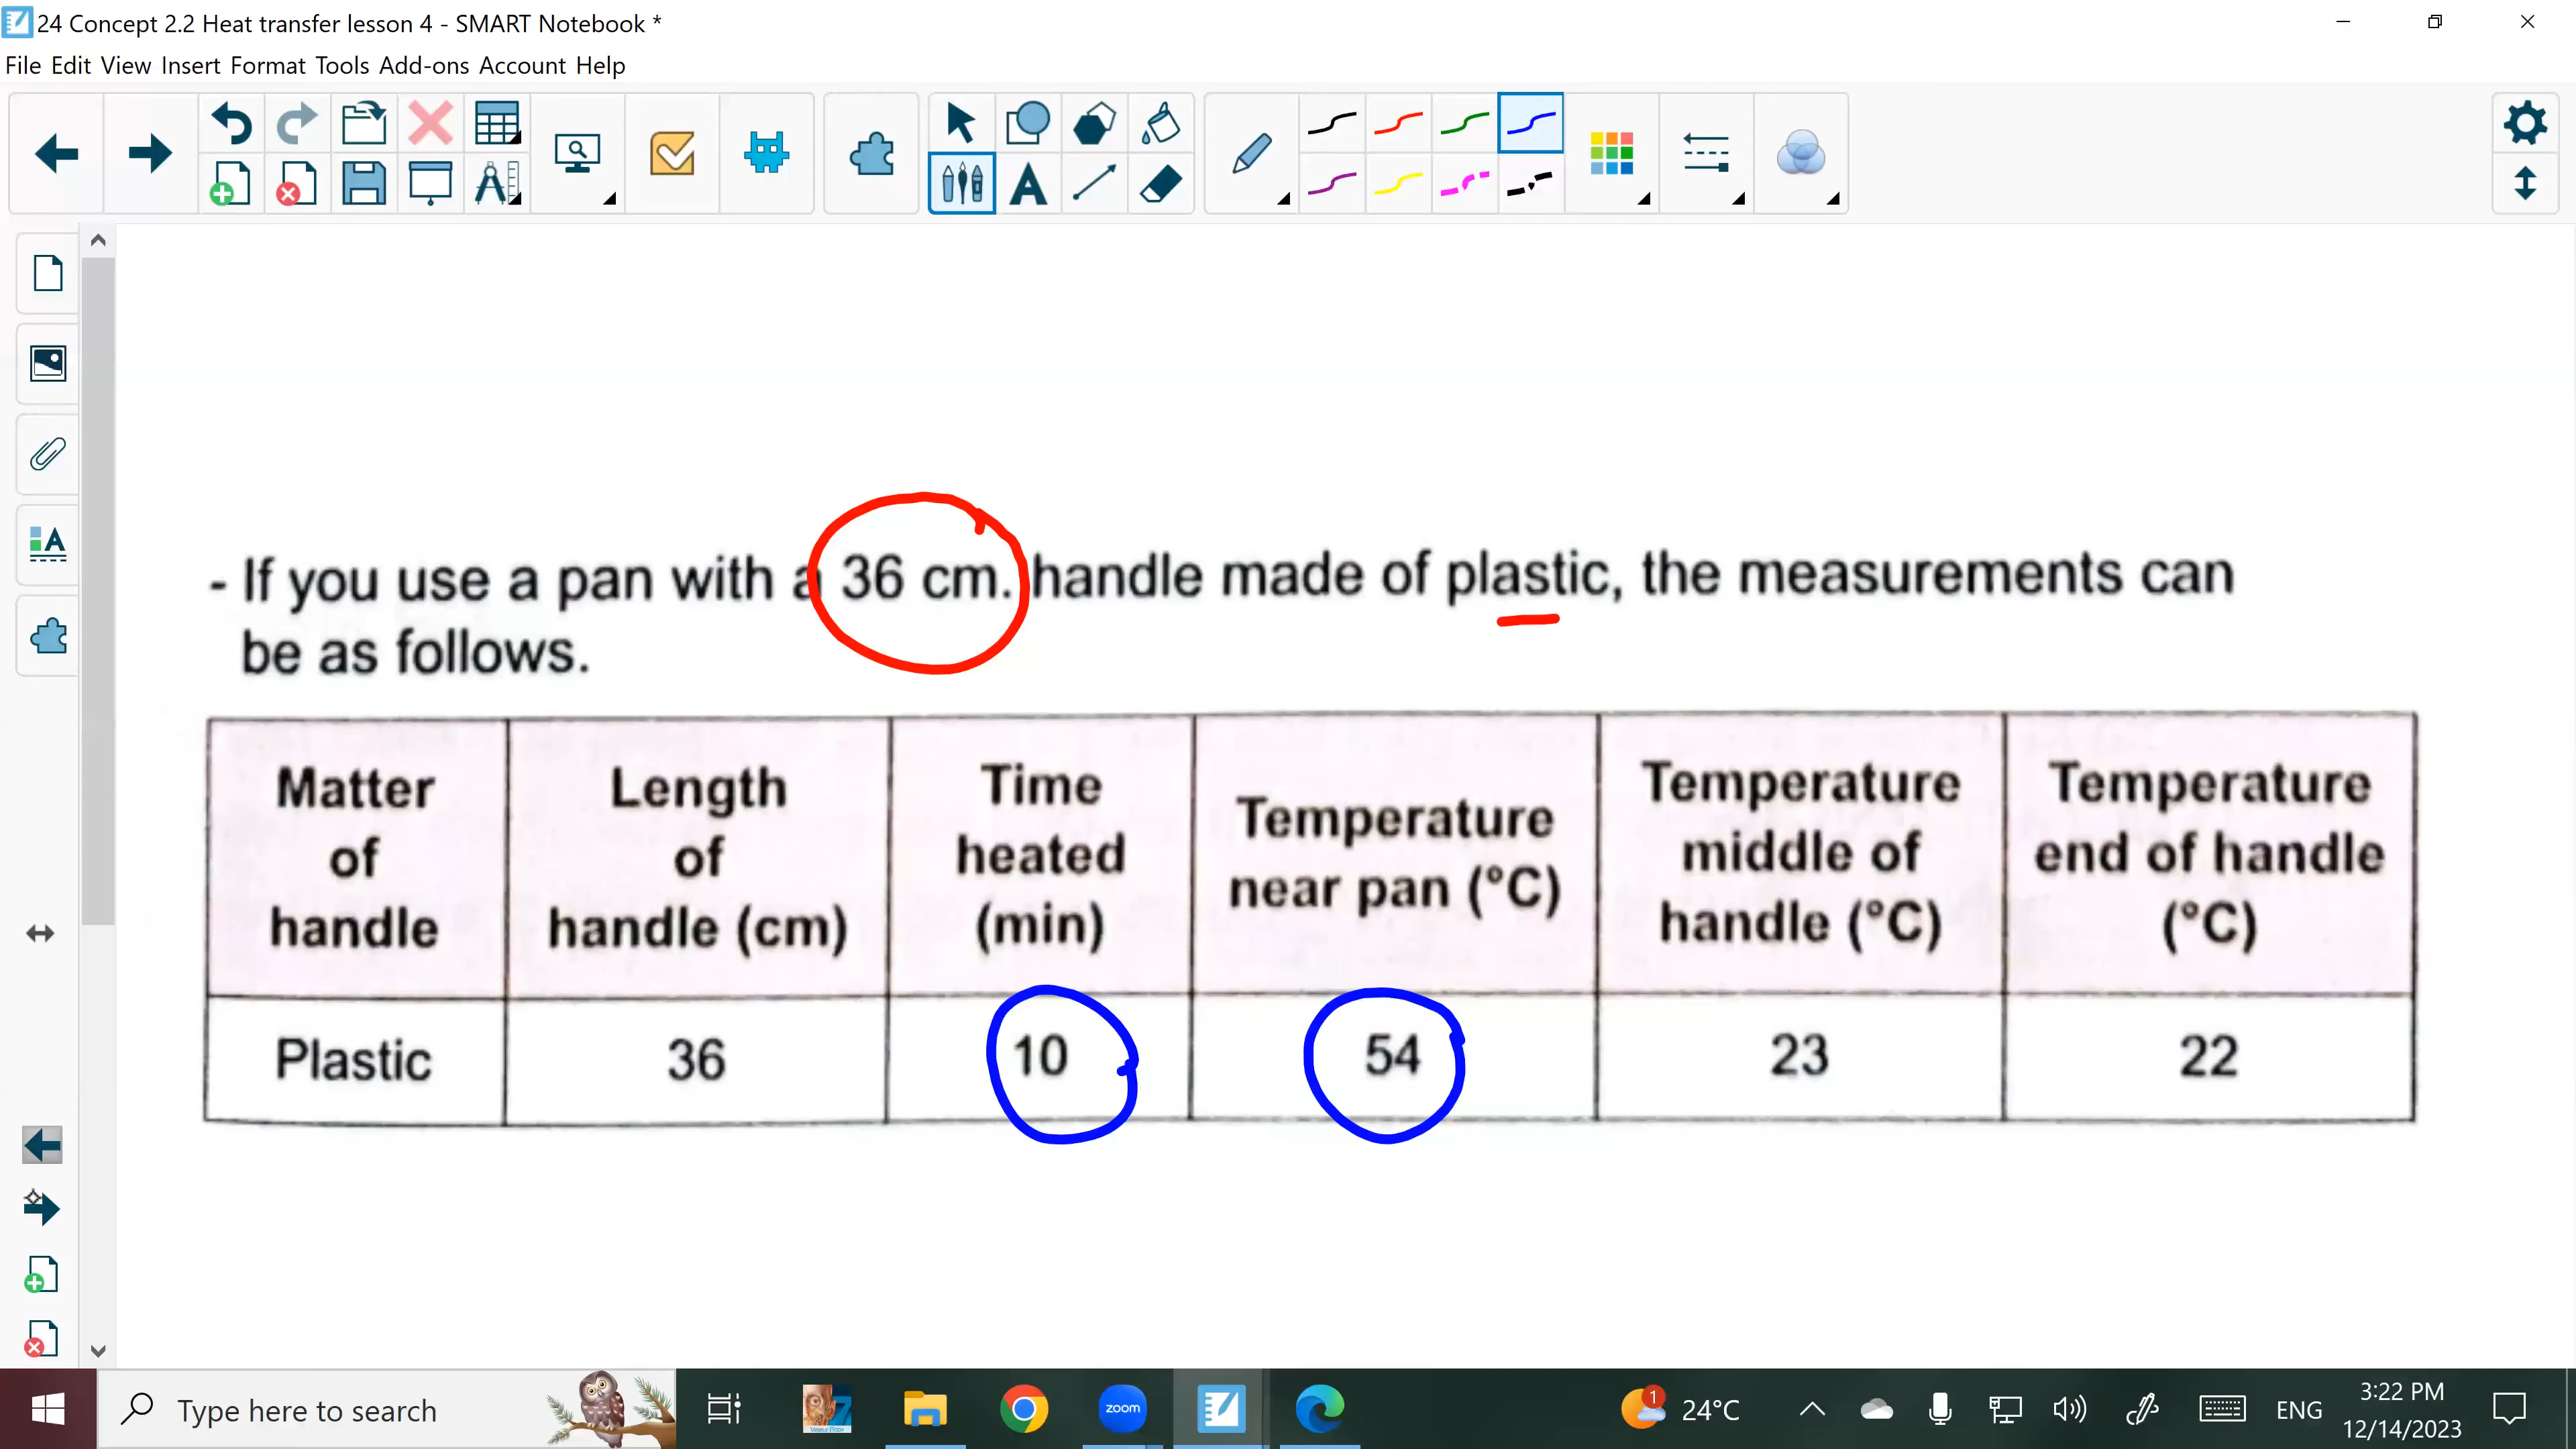 24 Concept 2.2 Heat transfer lesson 4 - SMART Notebook *
File Edit View Insert Format Tools Add-ons Account Help
- If you use a pan with a 36 cm. handle made of plastic, the measurements can
be as follows.
Matter of handle
Length of handle (cm)
Time heated (min)
Temperature near pan (°C)
Temperature middle of handle (°C)
Temperature end of handle (°C)
Plastic 36 10 54 23 22
Type here to search
zoom
1
24°C
ENG
3:22 PM
12/14/2023